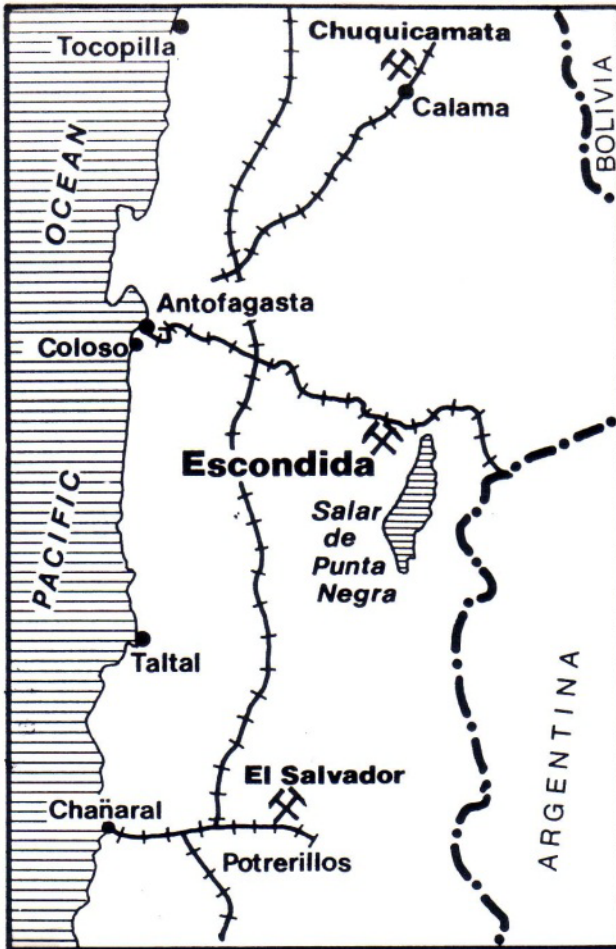 Tocopilla
Chuquicamata
Calama
BOLIVIA
OCEAN
Antofagasta
Coloso
Escondida
PACIFIC
Salar
de
Punta
Negra
Taltal
ARGENTINA
El Salvador
Chañaral
Potrerillos